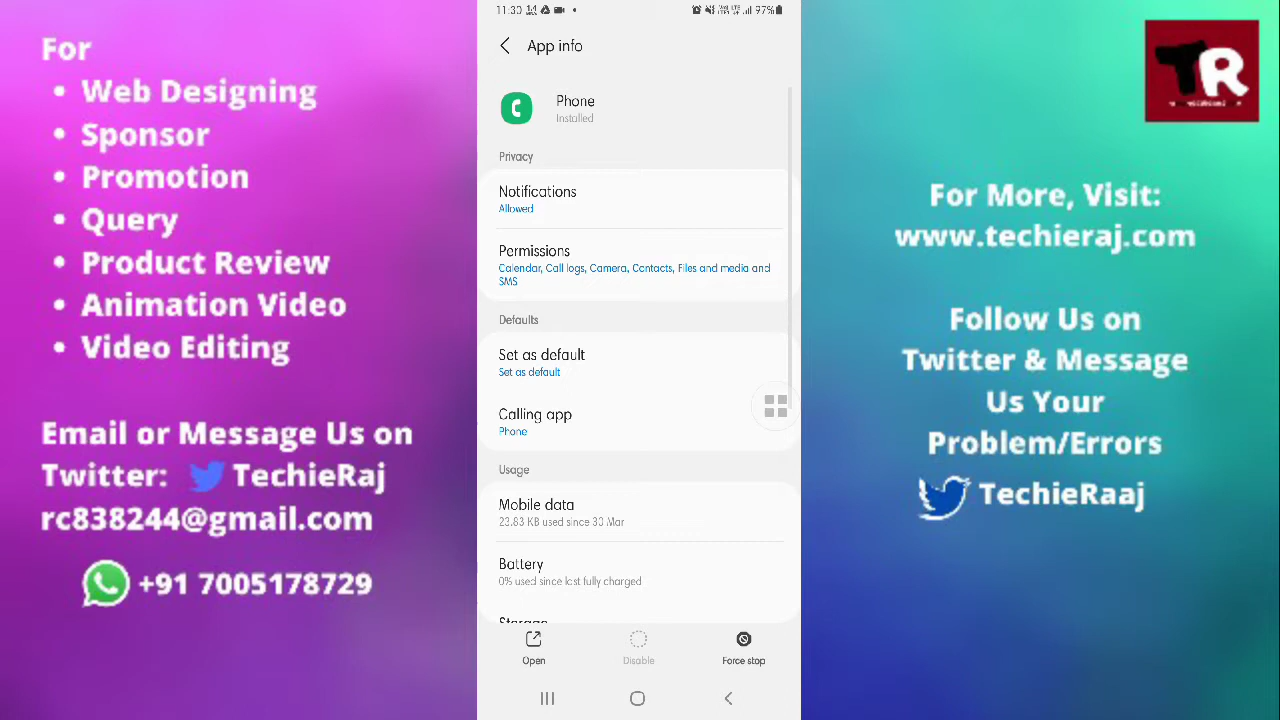 For
• Web Designing
• Sponsor
• Promotion
• Query
• Product Review
• Animation Video
• Video Editing
Email or Message Us on
Twitter: TechieRaj
rc838244@gmail.com
+91 7005178729
11:30
97%
App info
Phone
Installed
Privacy
Notifications
Allowed
Permissions
Calendar, Call logs, Camera, Contacts, Files and media and
SMS
Defaults
Set as default
Set as default
Calling app
Phone
Usage
Mobile data
23.63 KB used since 30 Mar
Battery
0% used since last fully charged
Storage
Open
Disable
Force stop
TR
For More, Visit:
www.techieraj.com
Follow Us on
Twitter & Message
Us Your
Problem/Errors
TechieRaaj